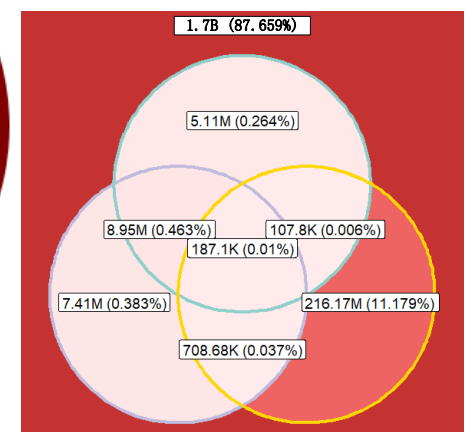 1.7B (87.659%)
5.11M (0.264%)
8.95M (0.463%)
107.8K (0.006%)
187.1K (0.01%)
7.41M (0.383%)
216.17M (11.179%)
708.68K (0.037%)